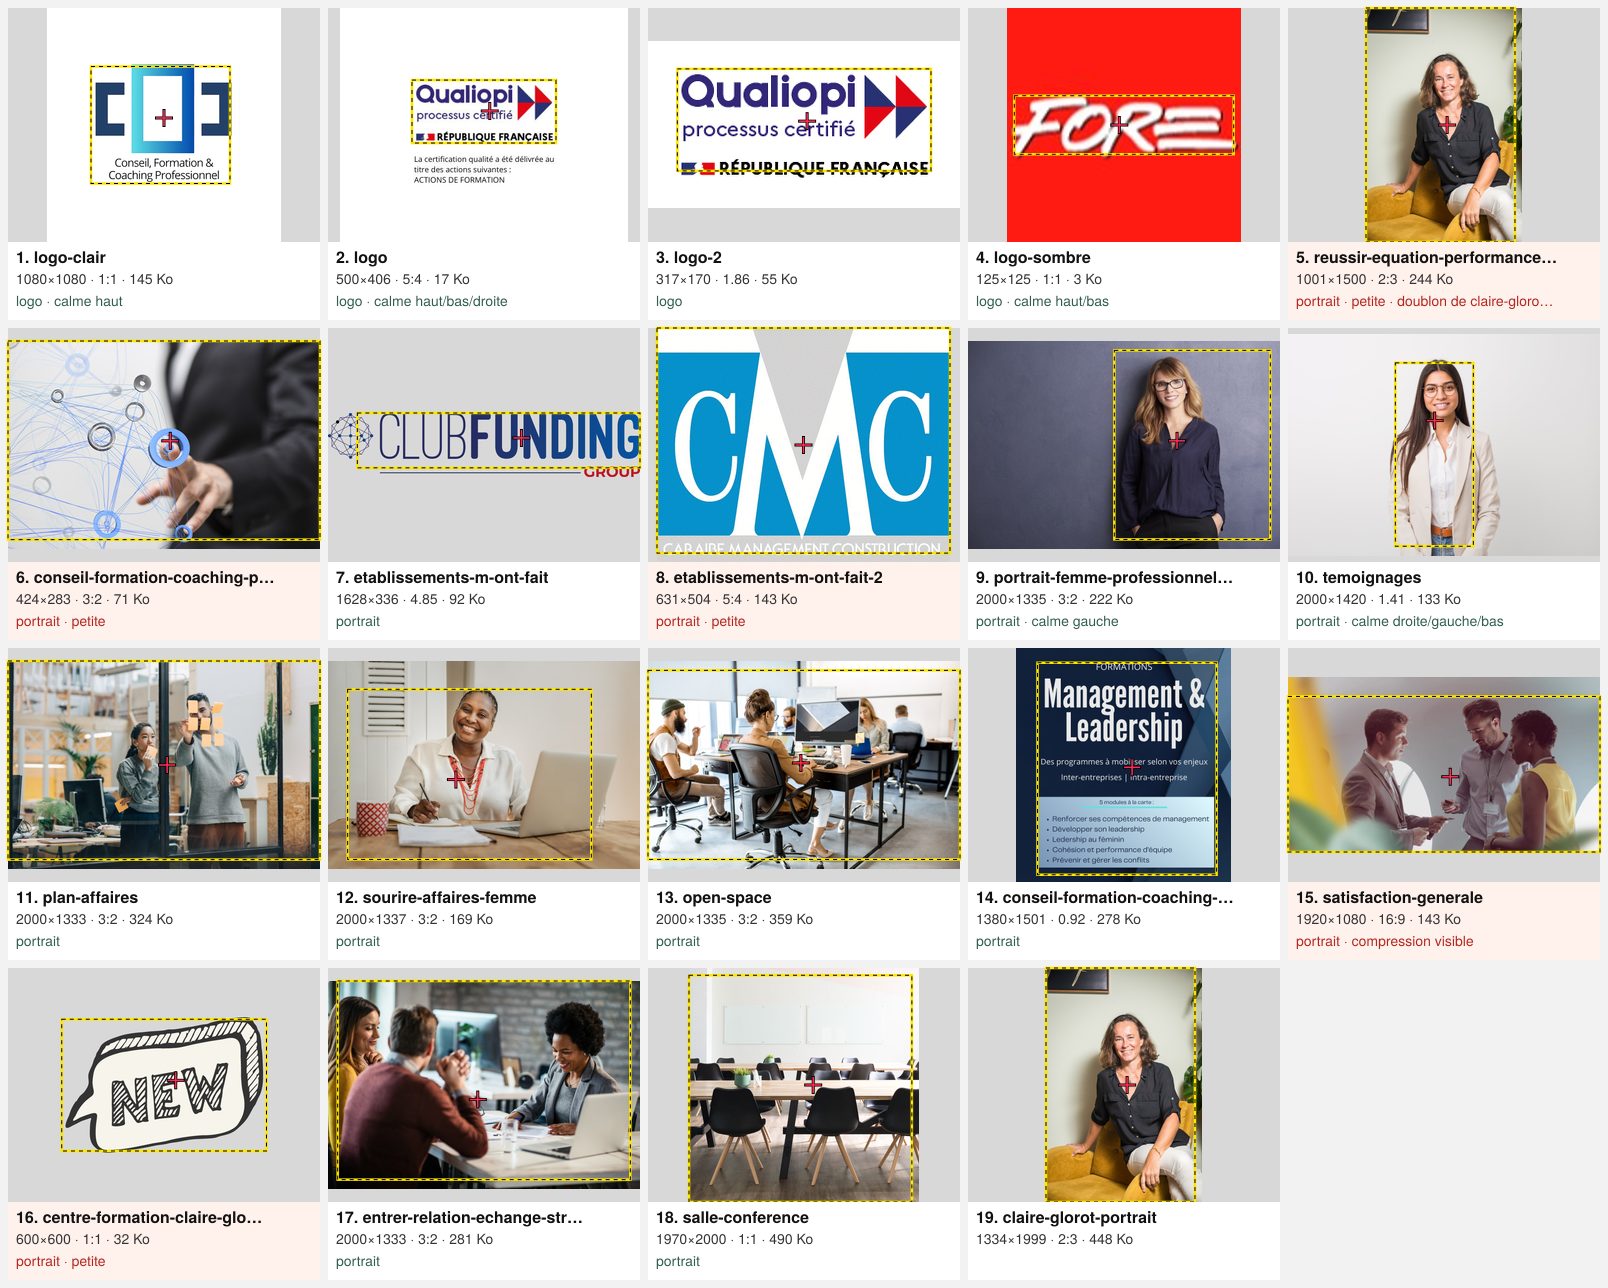 Conseil, Formation &
Coaching Professionnel
1. logo-clair
1080×1080 · 1:1 · 145 Ko
logo · calme haut
Qualiopi
processus certifié
RÉPUBLIQUE FRANÇAISE
La certification qualité a été délivrée au
titre des actions suivantes :
ACTIONS DE FORMATION
2. logo
500×406 · 5:4 · 17 Ko
logo · calme haut/bas/droite
Qualiopi
processus certifié
RÉPUBLIQUE FRANÇAISE
3. logo-2
317×170 · 1.86 · 55 Ko
logo
FORE
4. logo-sombre
125×125 · 1:1 · 3 Ko
logo · calme haut/bas
5. reussir-equation-performance…
1001×1500 · 2:3 · 244 Ko
portrait · petite · doublon de claire-gloro…
6. conseil-formation-coaching-p…
424×283 · 3:2 · 71 Ko
portrait · petite
CLUBFUNDING
GROUP
7. etablissements-m-ont-fait
1628×336 · 4.85 · 92 Ko
portrait
CMC
CARAIBE MANAGEMENT CONSTRUCTION
8. etablissements-m-ont-fait-2
631×504 · 5:4 · 143 Ko
portrait · petite
9. portrait-femme-professionnel…
2000×1335 · 3:2 · 222 Ko
portrait · calme gauche
10. temoignages
2000×1420 · 1.41 · 133 Ko
portrait · calme droite/gauche/bas
11. plan-affaires
2000×1333 · 3:2 · 324 Ko
portrait
12. sourire-affaires-femme
2000×1337 · 3:2 · 169 Ko
portrait
13. open-space
2000×1335 · 3:2 · 359 Ko
portrait
FORMATIONS
Management &
Leadership
Des programmes à mobiliser selon vos enjeux
Inter-entreprises | Intra-entreprise
5 modules à la carte :
• Renforcer ses compétences de management
• Développer son leadership
• Ledership au féminin
• Cohésion et performance d'équipe
• Prévenir et gérer les conflits
14. conseil-formation-coaching-…
1380×1501 · 0.92 · 278 Ko
portrait
15. satisfaction-generale
1920×1080 · 16:9 · 143 Ko
portrait · compression visible
NEW
16. centre-formation-claire-glo…
600×600 · 1:1 · 32 Ko
portrait · petite
17. entrer-relation-echange-str…
2000×1333 · 3:2 · 281 Ko
portrait
18. salle-conference
1970×2000 · 1:1 · 490 Ko
portrait
19. claire-glorot-portrait
1334×1999 · 2:3 · 448 Ko